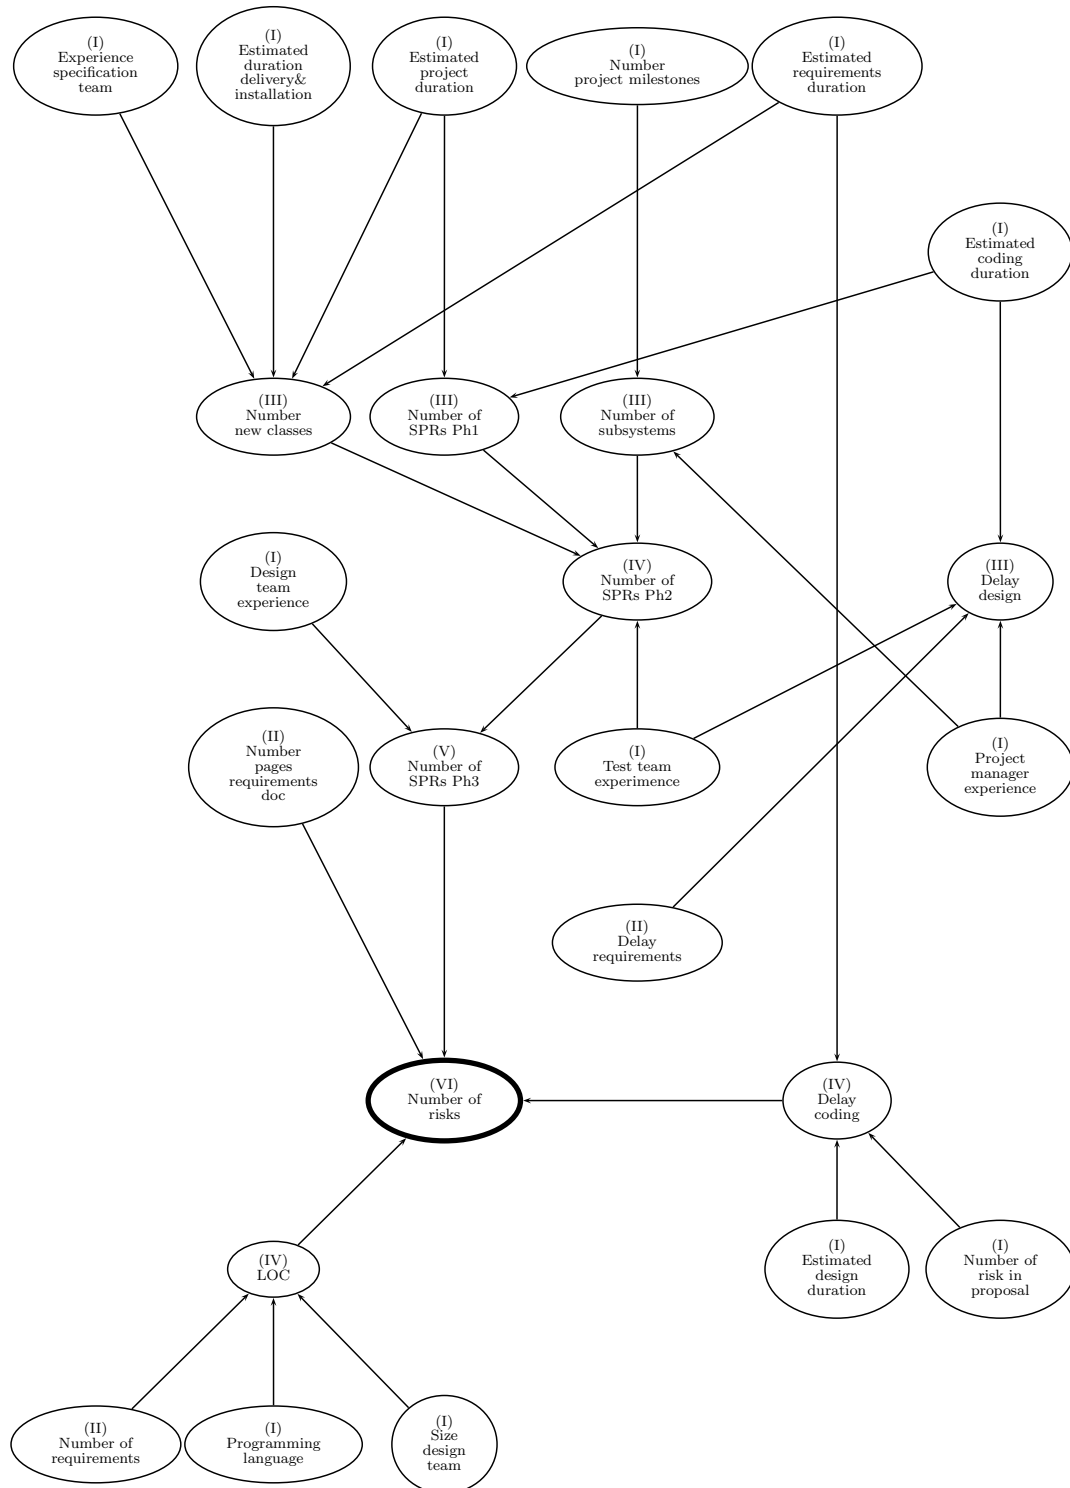 (I)
Experience
specification
team
(I)
Estimated
duration
delivery&
installation
(I)
Estimated
project
duration
(I)
Number
project milestones
(I)
Estimated
requirements
duration
(I)
Estimated
coding
duration
(III)
Number
new classes
(III)
Number of
SPRs Ph1
(III)
Number of
subsystems
(I)
Design
team
experience
(IV)
Number of
SPRs Ph2
(III)
Delay
design
(II)
Number
pages
requirements
doc
(V)
Number of
SPRs Ph3
(I)
Test team
experimence
(I)
Project
manager
experience
(II)
Delay
requirements
(VI)
Number of
risks
(IV)
Delay
coding
(IV)
LOC
(I)
Estimated
design
duration
(I)
Number of
risk in
proposal
(II)
Number of
requirements
(I)
Programming
language
(I)
Size
design
team